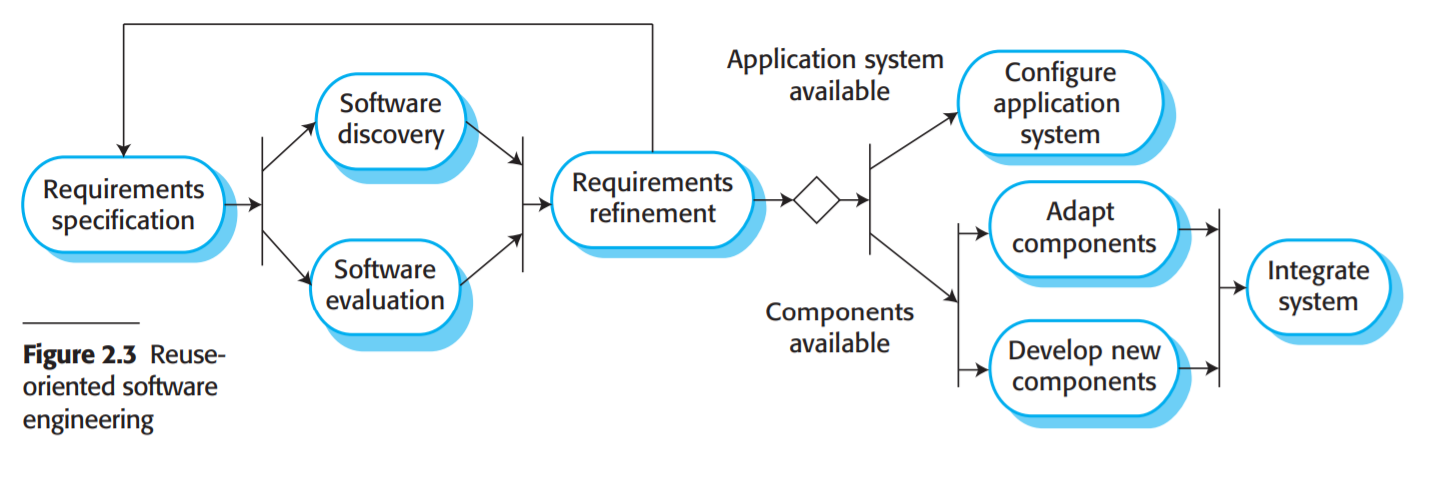 Requirements
specification
Software
discovery
Software
evaluation
Requirements
refinement
Application system
available
Configure
application
system
Components
available
Adapt
components
Develop new
components
Integrate
system
Figure 2.3 Reuse-
oriented software
engineering